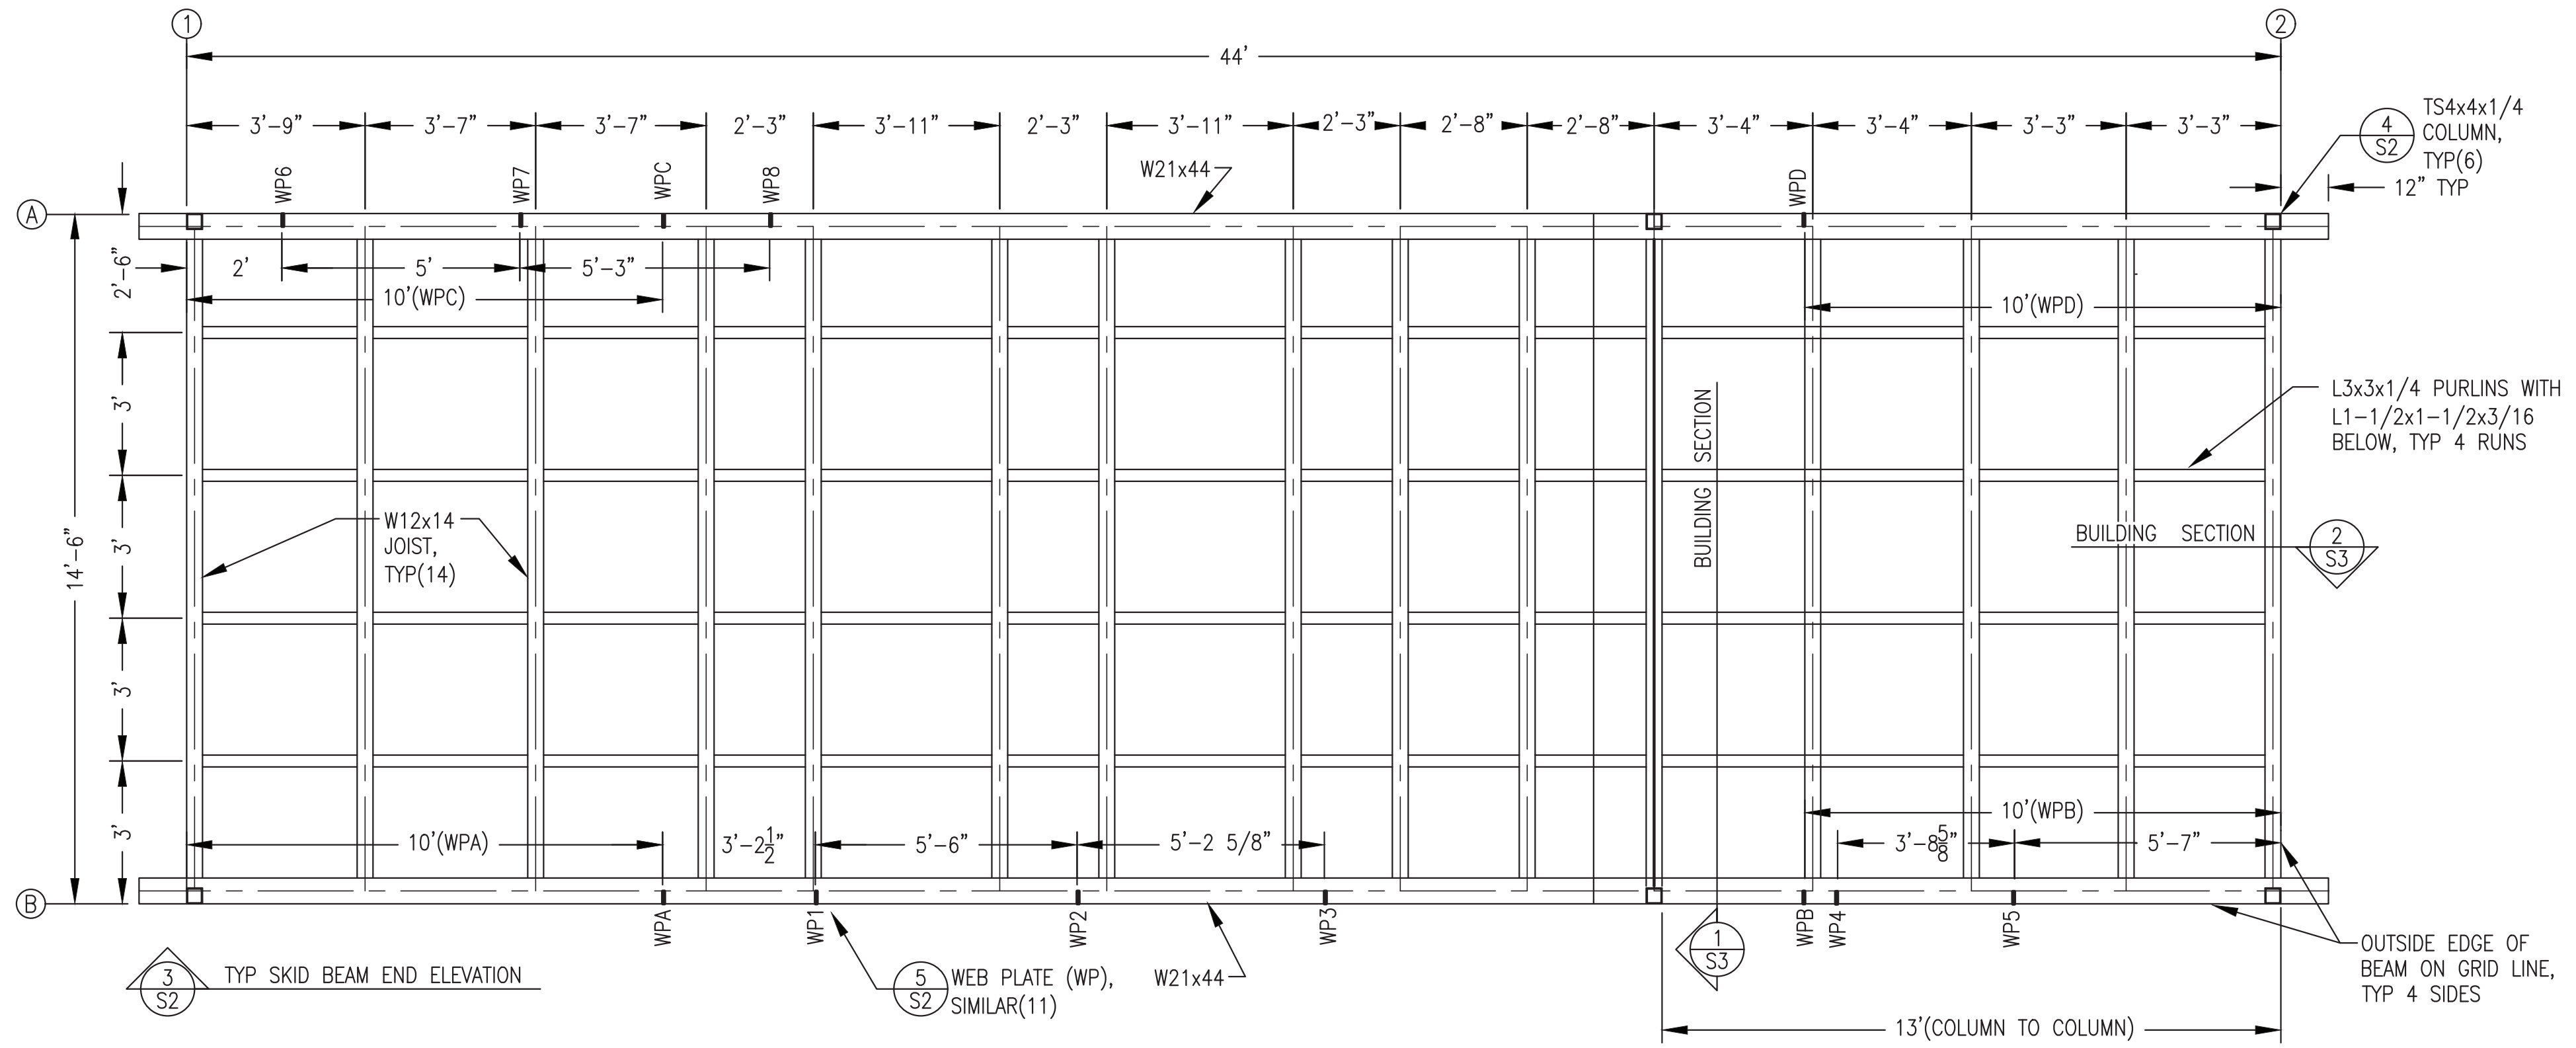 1
2
44'
3'-9"
3'-7"
3'-7"
2'-3"
3'-11"
2'-3"
3'-11"
2'-3"
2'-8"
2'-8"
3'-4"
3'-4"
3'-3"
3'-3"
4
S2
TS4x4x1/4
COLUMN,
TYP(6)
12" TYP
W21x44
WP6
WP7
WPC
WP8
WPD
A
2'-6"
2'
5'
5'-3"
10'(WPC)
10'(WPD)
3'
3'
3'
3'
14'-6"
L3x3x1/4 PURLINS WITH
L1-1/2x1-1/2x3/16
BELOW, TYP 4 RUNS
BUILDING SECTION
W12x14
JOIST,
TYP(14)
BUILDING SECTION
2
S3
10'(WPB)
10'(WPA)
3'-2 1/2"
5'-6"
5'-2 5/8"
3'-8 5/8"
5'-7"
B
WPA
WP1
WP2
WP3
WPB
WP4
WP5
3
S2
TYP SKID BEAM END ELEVATION
5
S2
WEB PLATE (WP),
SIMILAR(11)
W21x44
1
S3
OUTSIDE EDGE OF
BEAM ON GRID LINE,
TYP 4 SIDES
13'(COLUMN TO COLUMN)